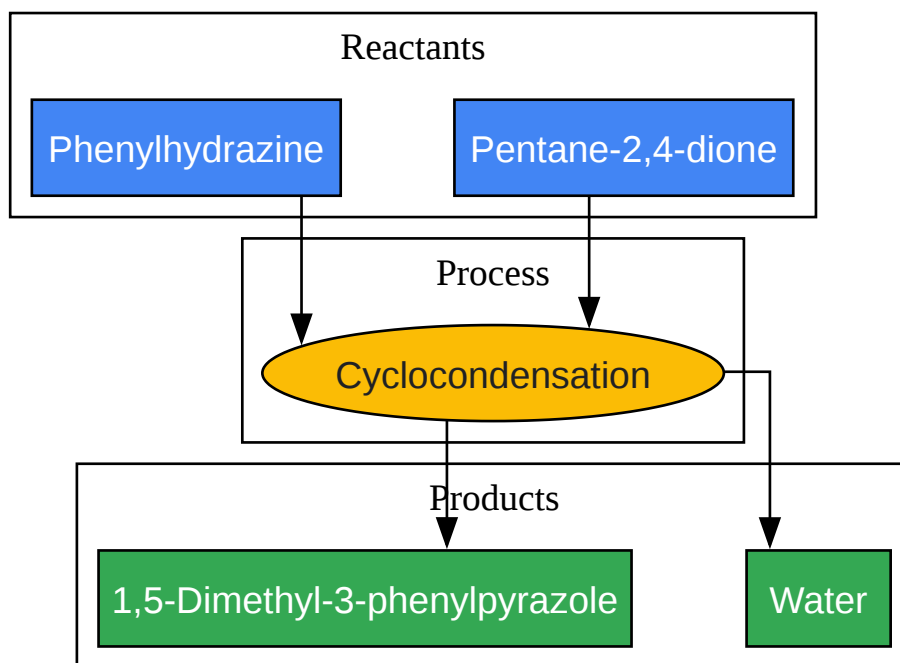 Reactants
Phenylhydrazine
Pentane-2,4-dione
Process
Cyclocondensation
Products
1,5-Dimethyl-3-phenylpyrazole
Water